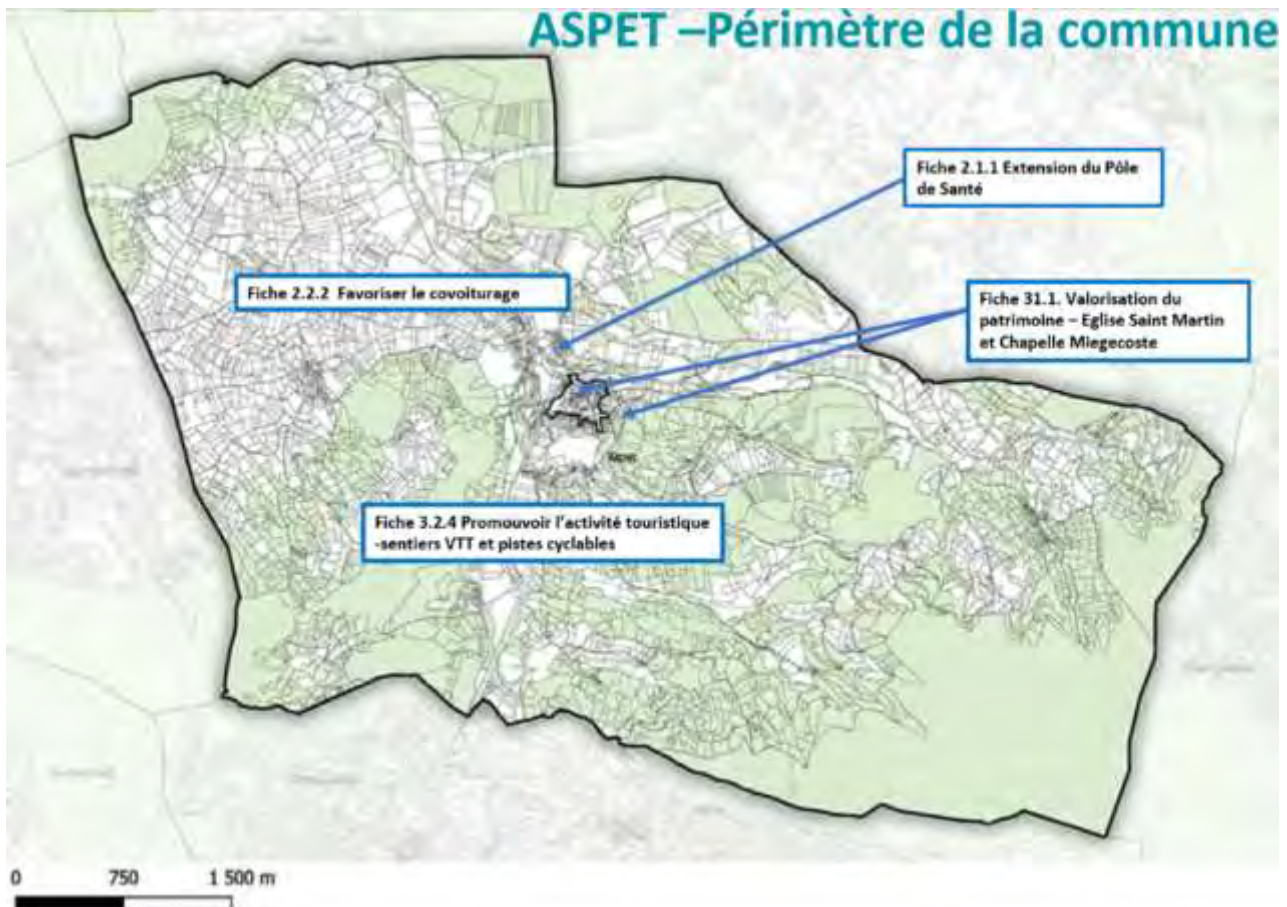 ASPET –Périmètre de la commune
Fiche 2.1.1 Extension du Pôle
de Santé
Fiche 2.2.2 Favoriser le covoiturage
Fiche 31.1. Valorisation du
patrimoine – Eglise Saint Martin
et Chapelle Miegecoste
Fiche 3.2.4 Promouvoir l'activité touristique
-sentiers VTT et pistes cyclables
0 750 1 500 m